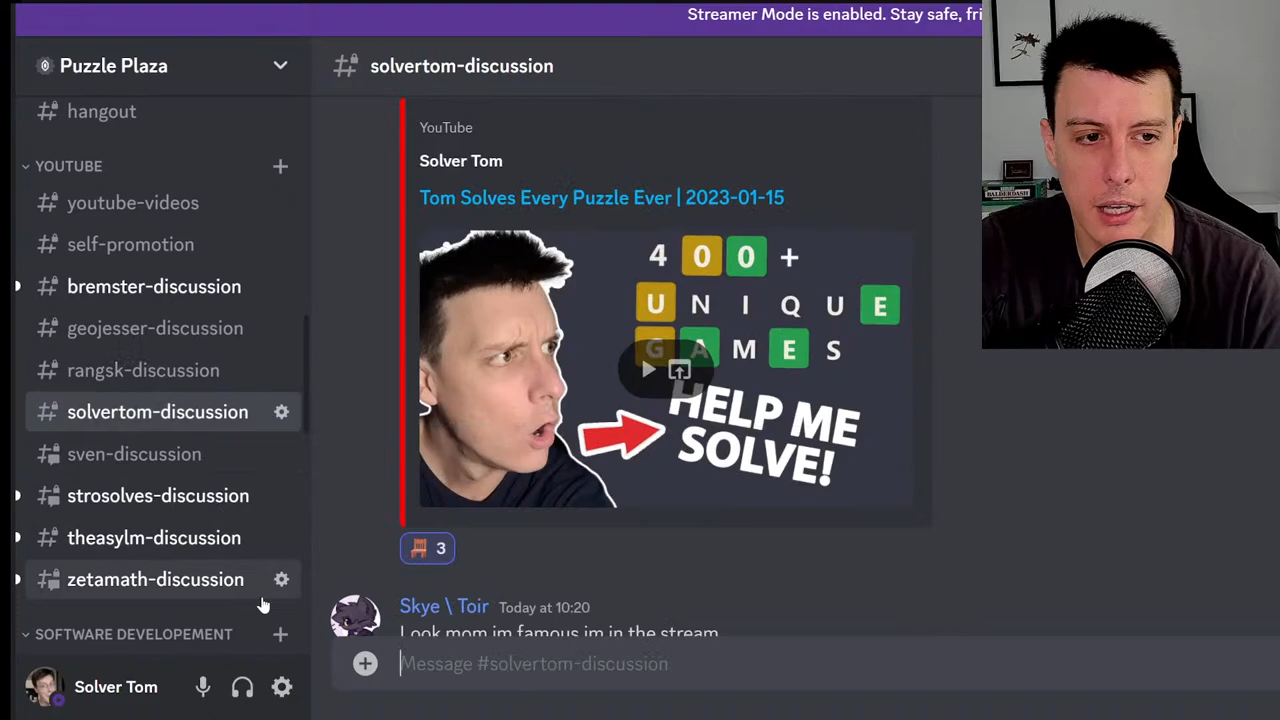 Streamer Mode is enabled. Stay safe, fri
Puzzle Plaza
solvertom-discussion
hangout
YOUTUBE
youtube-videos
self-promotion
bremster-discussion
geojesser-discussion
rangsk-discussion
solvertom-discussion
sven-discussion
strosolves-discussion
theasylm-discussion
zetamath-discussion
SOFTWARE DEVELOPEMENT
Solver Tom
YouTube
Solver Tom
Tom Solves Every Puzzle Ever | 2023-01-15
400+
UNIQUE
GAMES
HELP ME
SOLVE!
3
Skye \ Toir Today at 10:20
Look mom im famous im in the stream
Message #solvertom-discussion
BALDERDASH